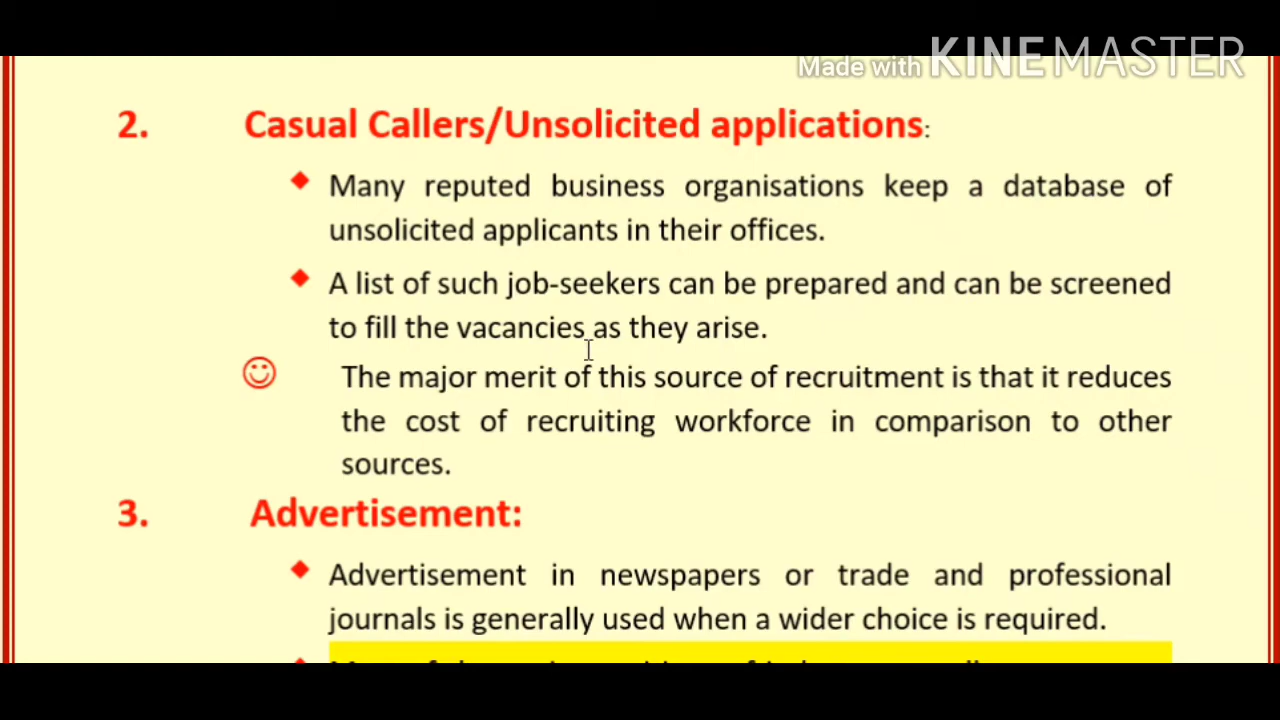 Made with KINEMASTER
2. Casual Callers/Unsolicited applications:
Many reputed business organisations keep a database of
unsolicited applicants in their offices.
A list of such job-seekers can be prepared and can be screened
to fill the vacancies as they arise.
The major merit of this source of recruitment is that it reduces
the cost of recruiting workforce in comparison to other
sources.
3. Advertisement:
Advertisement in newspapers or trade and professional
journals is generally used when a wider choice is required.